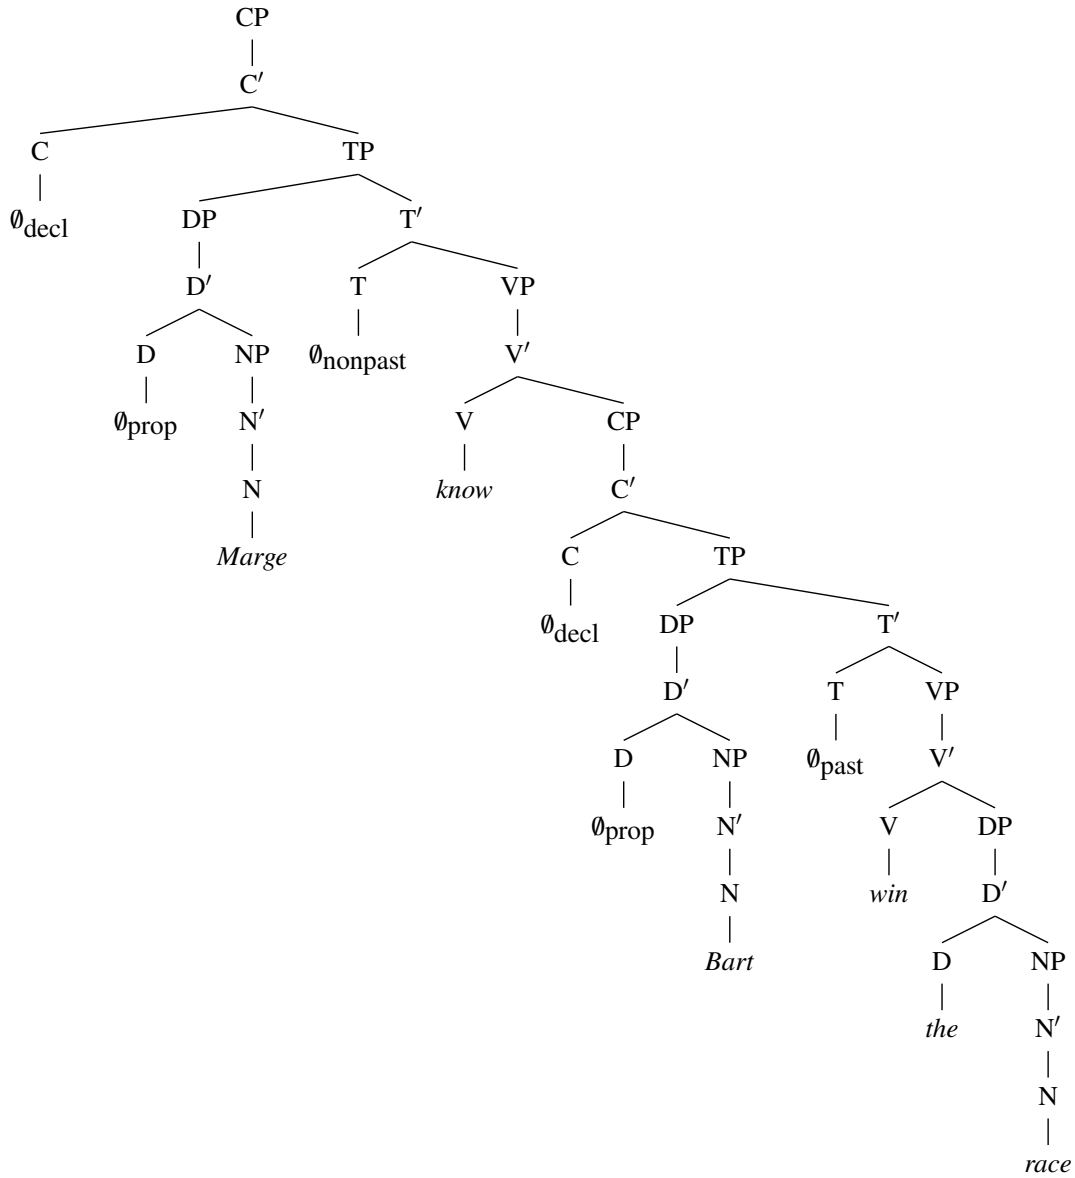 CP
C′
C TP
∅decl DP T′
D′ T VP
D NP ∅nonpast V′
∅prop N′ V CP
N know C′
Marge C TP
∅decl DP T′
D′ T VP
D NP ∅past V′
∅prop N′ V DP
N win D′
Bart D NP
the N′
N
race